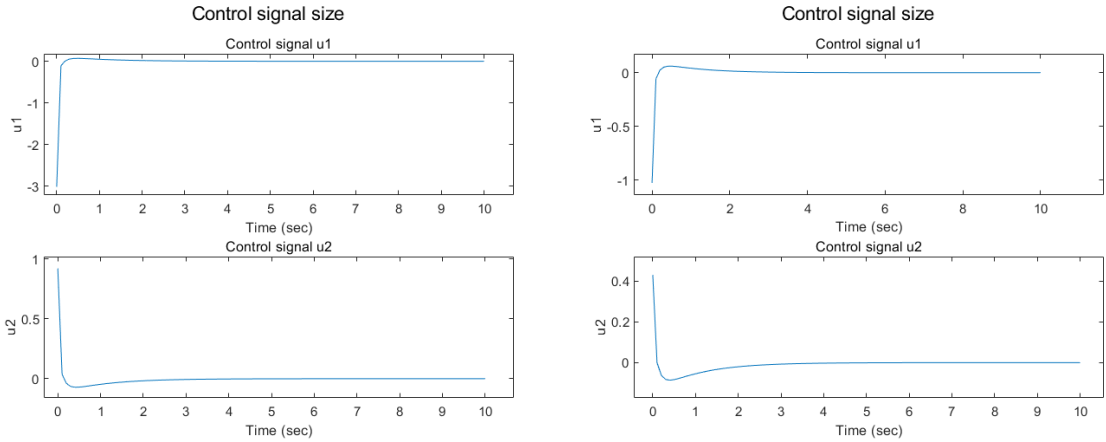 Control signal size
Control signal u1
0
-1
-2
-3
u1
0 1 2 3 4 5 6 7 8 9 10
Time (sec)
Control signal u2
1
0.5
0
u2
0 1 2 3 4 5 6 7 8 9 10
Time (sec)
Control signal size
Control signal u1
0
-0.5
-1
u1
0 2 4 6 8 10
Time (sec)
Control signal u2
0.4
0.2
0
u2
0 1 2 3 4 5 6 7 8 9 10
Time (sec)